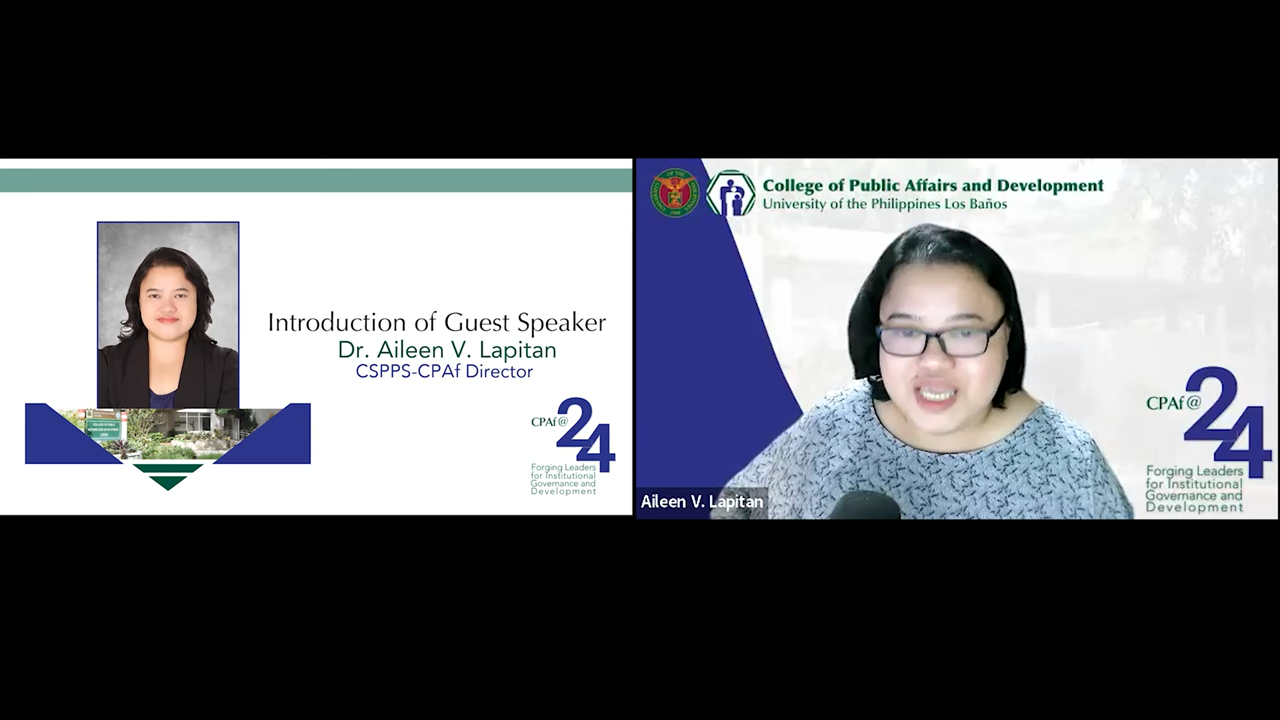 Introduction of Guest Speaker
Dr. Aileen V. Lapitan
CSPPS-CPAf Director
CPAf@24
Forging Leaders
for Institutional
Governance and
Development
College of Public Affairs and Development
University of the Philippines Los Baños
CPAf@24
Forging Leaders
for Institutional
Governance and
Development
Aileen V. Lapitan